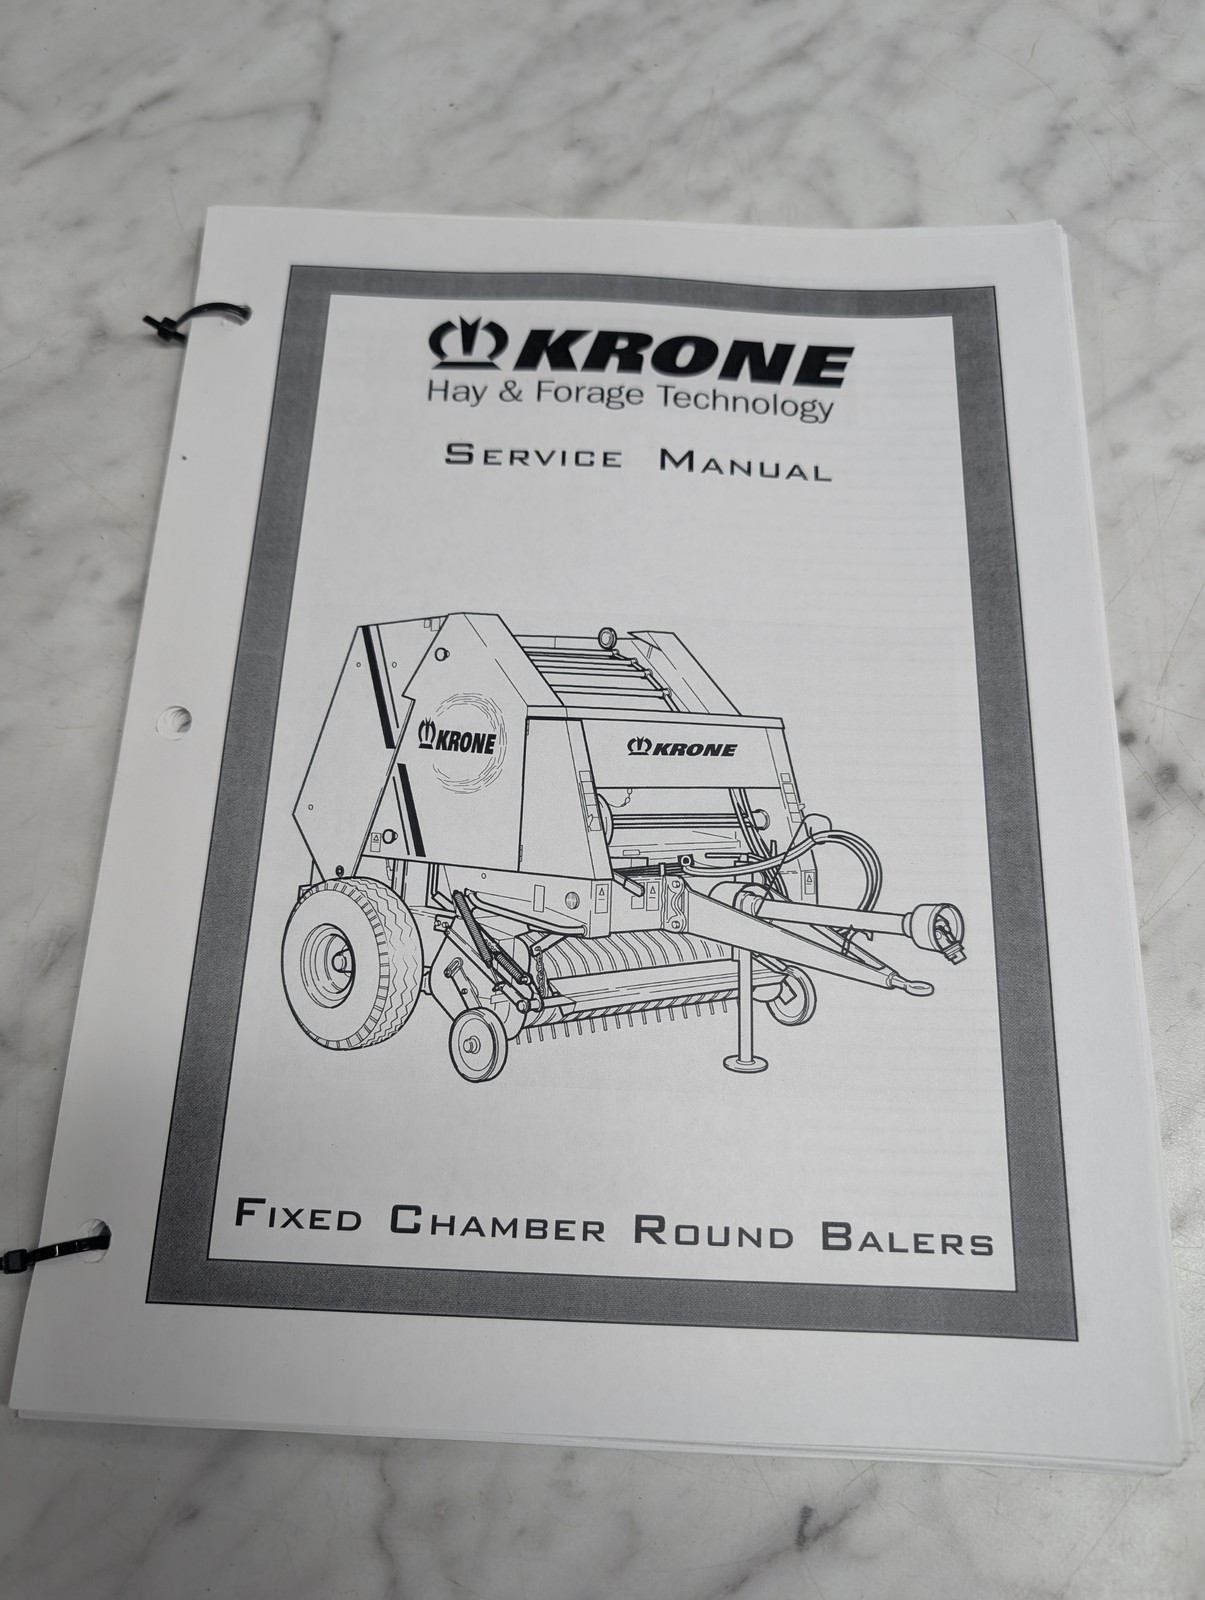 KRONE
Hay & Forage Technology
SERVICE MANUAL
KRONE
KRONE
FIXED CHAMBER ROUND BALERS